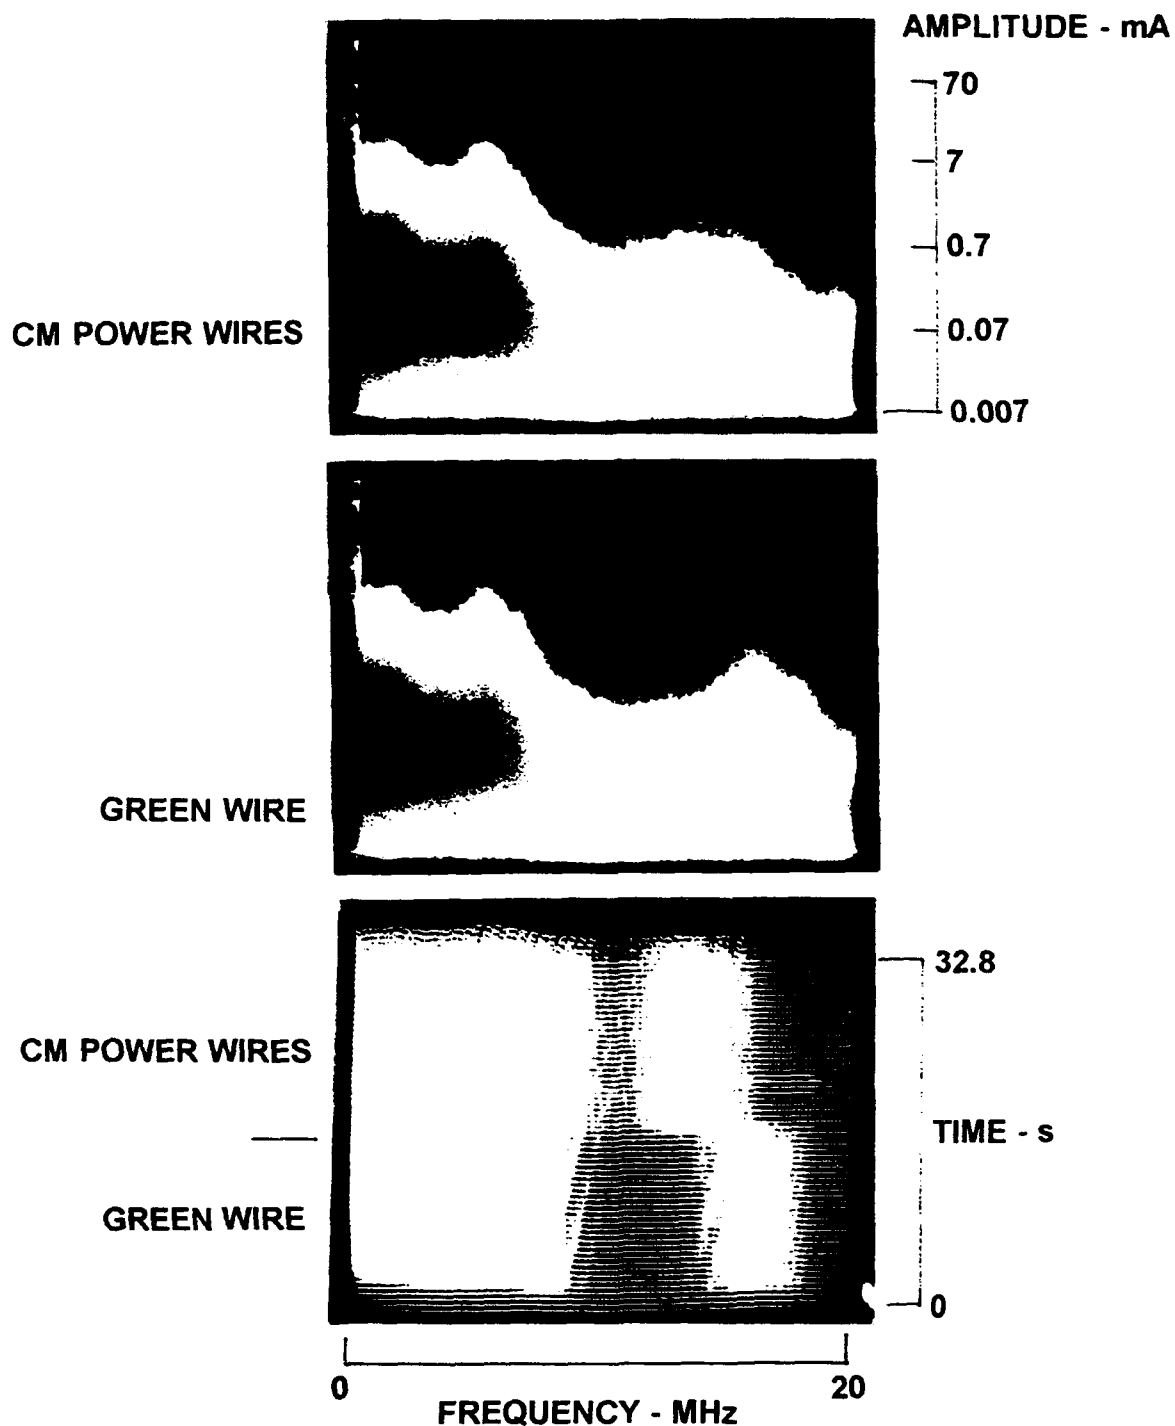 AMPLITUDE - mA
70
7
0.7
CM POWER WIRES
0.07
0.007
GREEN WIRE
32.8
CM POWER WIRES
TIME - s
GREEN WIRE
0
0
20
FREQUENCY - MHz